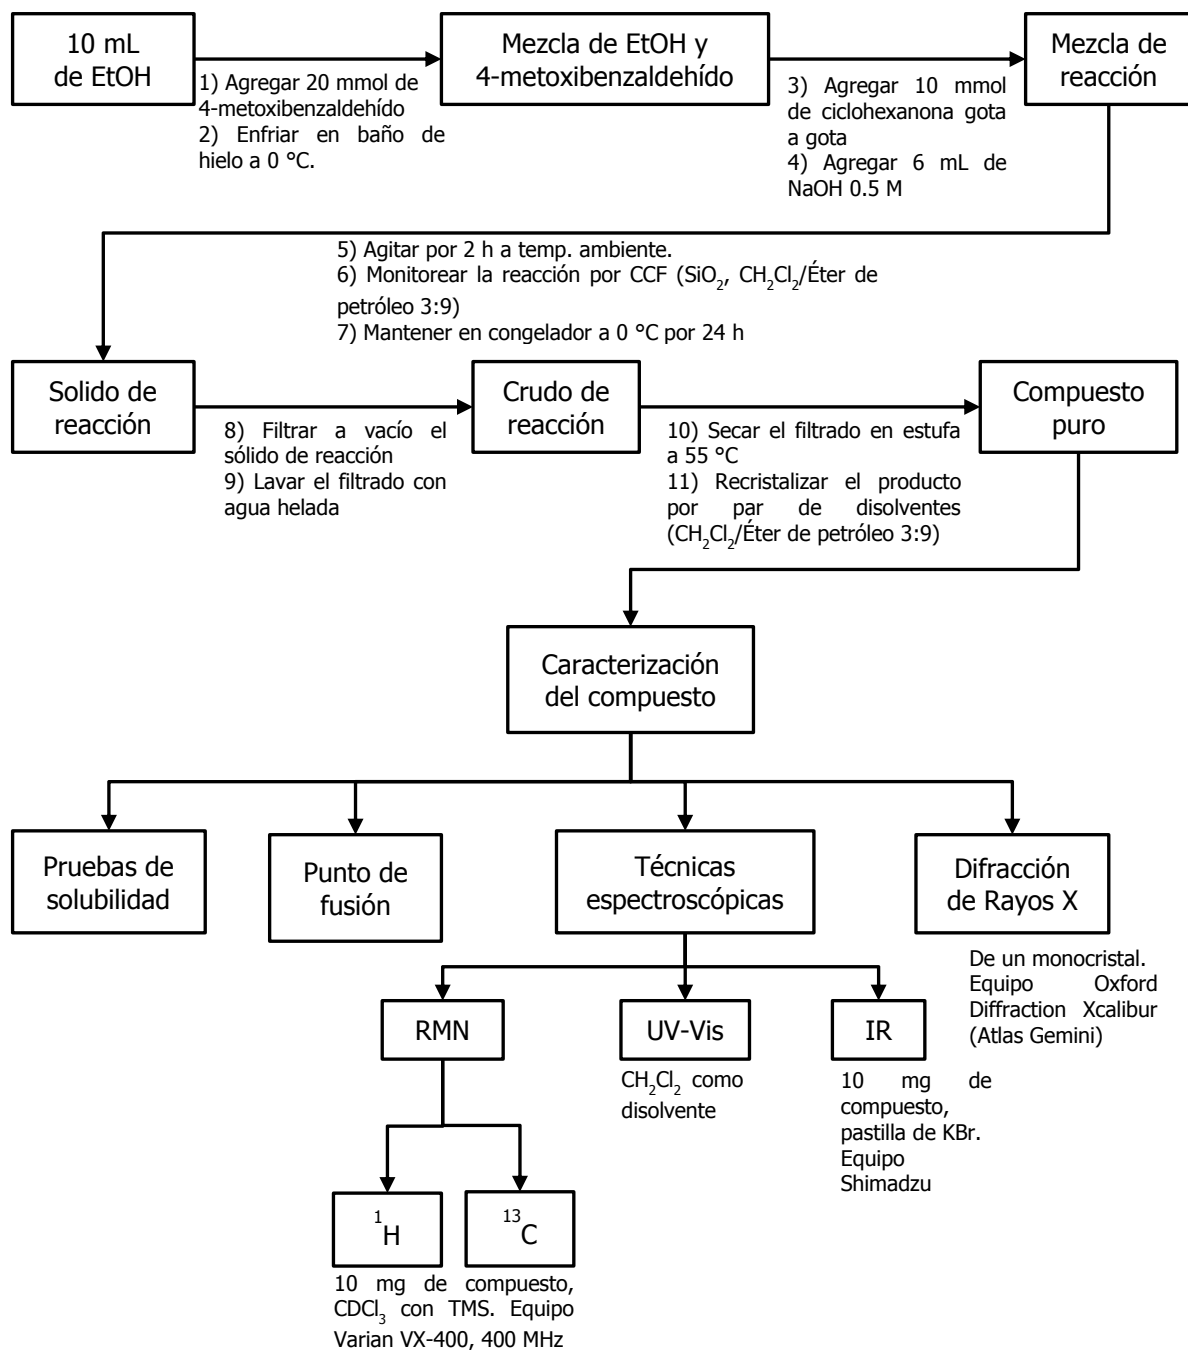 10 mL
de EtOH
1) Agregar 20 mmol de
4-metoxibenzaldehído
2) Enfriar en baño de
hielo a 0 °C.
Mezcla de EtOH y
4-metoxibenzaldehído
3) Agregar 10 mmol
de ciclohexanona gota
a gota
4) Agregar 6 mL de
NaOH 0.5 M
Mezcla de
reacción
5) Agitar por 2 h a temp. ambiente.
6) Monitorear la reacción por CCF (SiO₂, CH₂Cl₂/Éter de
petróleo 3:9)
7) Mantener en congelador a 0 °C por 24 h
Solido de
reacción
8) Filtrar a vacío el
sólido de reacción
9) Lavar el filtrado con
agua helada
Crudo de
reacción
10) Secar el filtrado en estufa
a 55 °C
11) Recristalizar el producto
por par de disolventes
(CH₂Cl₂/Éter de petróleo 3:9)
Compuesto
puro
Caracterización
del compuesto
Pruebas de
solubilidad
Punto de
fusión
Técnicas
espectroscópicas
Difracción
de Rayos X
De un monocristal.
Equipo Oxford
Diffraction Xcalibur
(Atlas Gemini)
RMN
UV-Vis
CH₂Cl₂ como
disolvente
IR
10 mg de
compuesto,
pastilla de KBr.
Equipo
Shimadzu
¹H
¹³C
10 mg de compuesto,
CDCl₃ con TMS. Equipo
Varian VX-400, 400 MHz